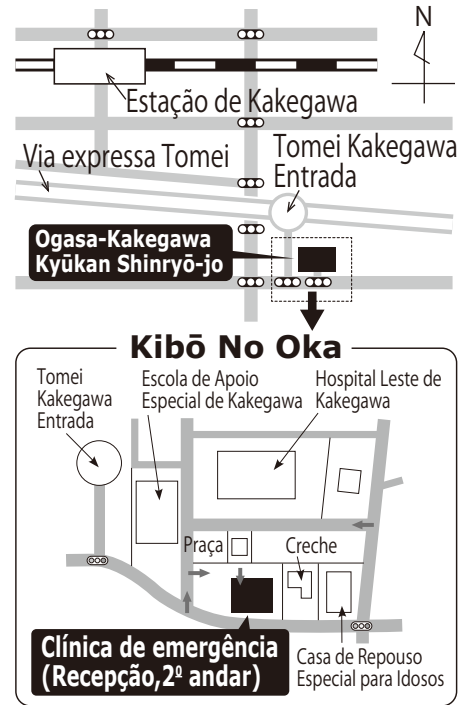 N
Estação de Kakegawa
Via expressa Tomei
Tomei Kakegawa
Entrada
Ogasa-Kakegawa
Kyūkan Shinryō-jo
Kibō No Oka
Tomei
Kakegawa
Entrada
Escola de Apoio
Especial de Kakegawa
Hospital Leste de
Kakegawa
Praça
Creche
Clínica de emergência
(Recepção,2º andar)
Casa de Repouso
Especial para Idosos